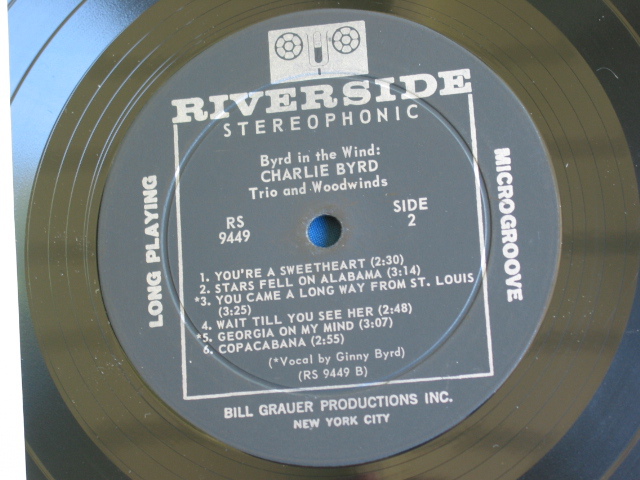 RIVERSIDE
STEREOPHONIC
Byrd in the Wind:
CHARLIE BYRD
Trio and Woodwinds
RS
9449
SIDE
2
LONG PLAYING
MICROGROOVE
1. YOU'RE A SWEETHEART (2:30)
2. STARS FELL ON ALABAMA (3:14)
*3. YOU CAME A LONG WAY FROM ST. LOUIS
(3:25)
4. WAIT TILL YOU SEE HER (2:48)
*5. GEORGIA ON MY MIND (3:07)
6. COPACABANA (2:55)
(*Vocal by Ginny Byrd)
(RS 9449 B)
BILL GRAUER PRODUCTIONS INC.
NEW YORK CITY